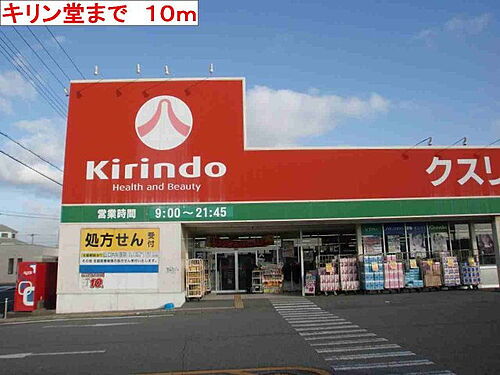 キリン堂まで 10m
Kirindo
Health and Beauty
クスリ
営業時間 9:00~21:45
処方せん 受付